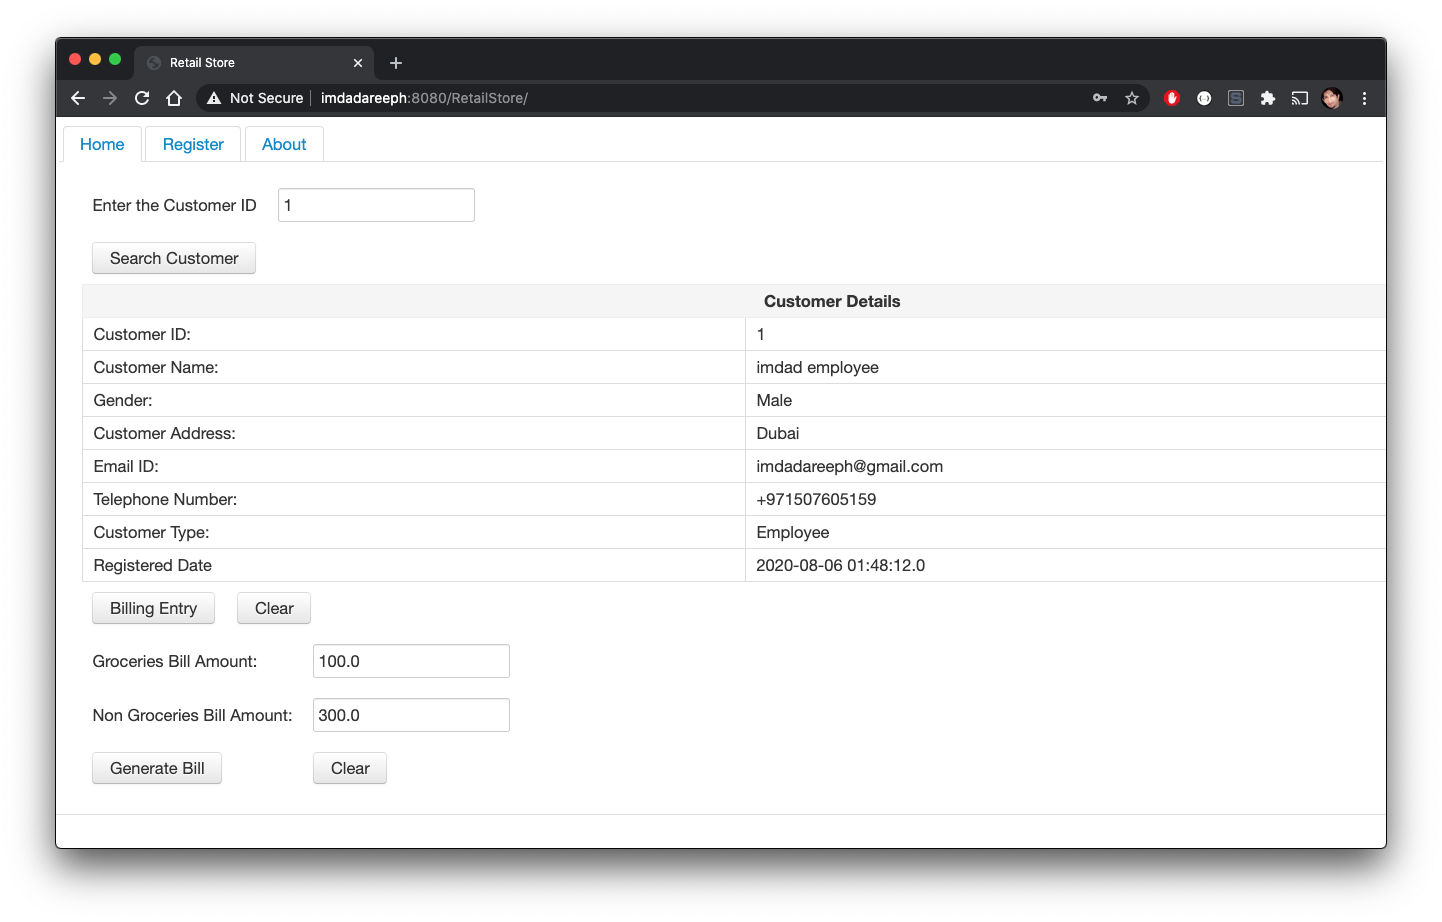 Retail Store
Not Secure imdadareeph:8080/RetailStore/
Home Register About
Enter the Customer ID 1
Search Customer
Customer Details
Customer ID: 1
Customer Name: imdad employee
Gender: Male
Customer Address: Dubai
Email ID: imdadareeph@gmail.com
Telephone Number: +971507605159
Customer Type: Employee
Registered Date 2020-08-06 01:48:12.0
Billing Entry Clear
Groceries Bill Amount: 100.0
Non Groceries Bill Amount: 300.0
Generate Bill Clear